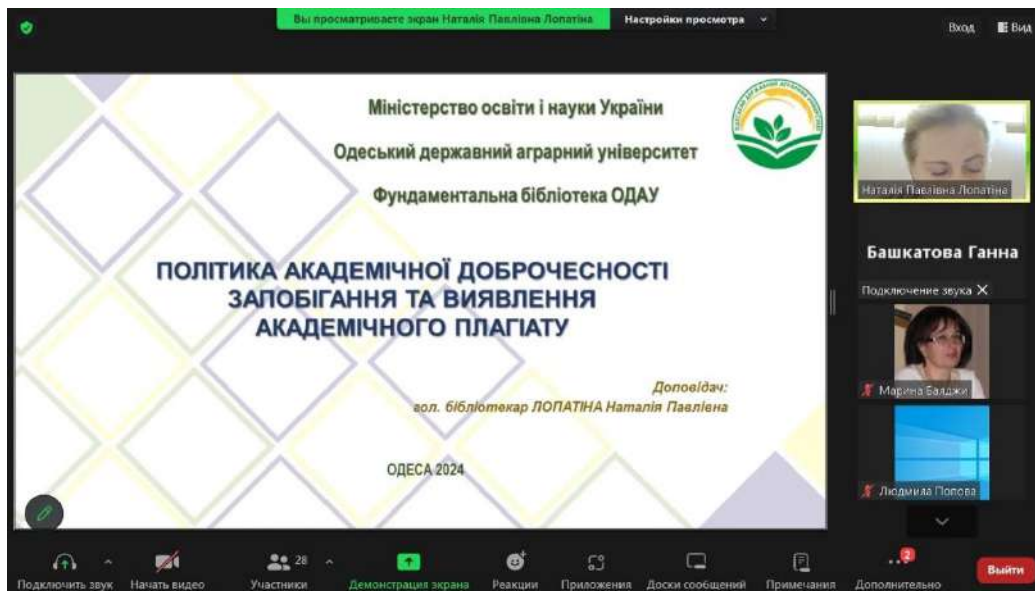 Вы просматриваете экран Наталія Павлівна Лопатіна
Настройки просмотра
Вход
Вид
Міністерство освіти і науки України
Одеський державний аграрний університет
Фундаментальна бібліотека ОДАУ
ПОЛІТИКА АКАДЕМІЧНОЇ ДОБРОЧЕСНОСТІ
ЗАПОБІГАННЯ ТА ВИЯВЛЕННЯ
АКАДЕМІЧНОГО ПЛАГІАТУ
Доповідач:
гол. бібліотекар ЛОПАТІНА Наталія Павлівна
ОДЕСА 2024
Наталія Павлівна Лопатіна
Башкатова Ганна
Подключение звука X
Марина Балджи
Людмила Попова
Подключить звук
Начать видео
28
Участники
Демонстрация экрана
Реакции
Приложения
Доски сообщений
Примечания
2
Дополнительно
Выйти